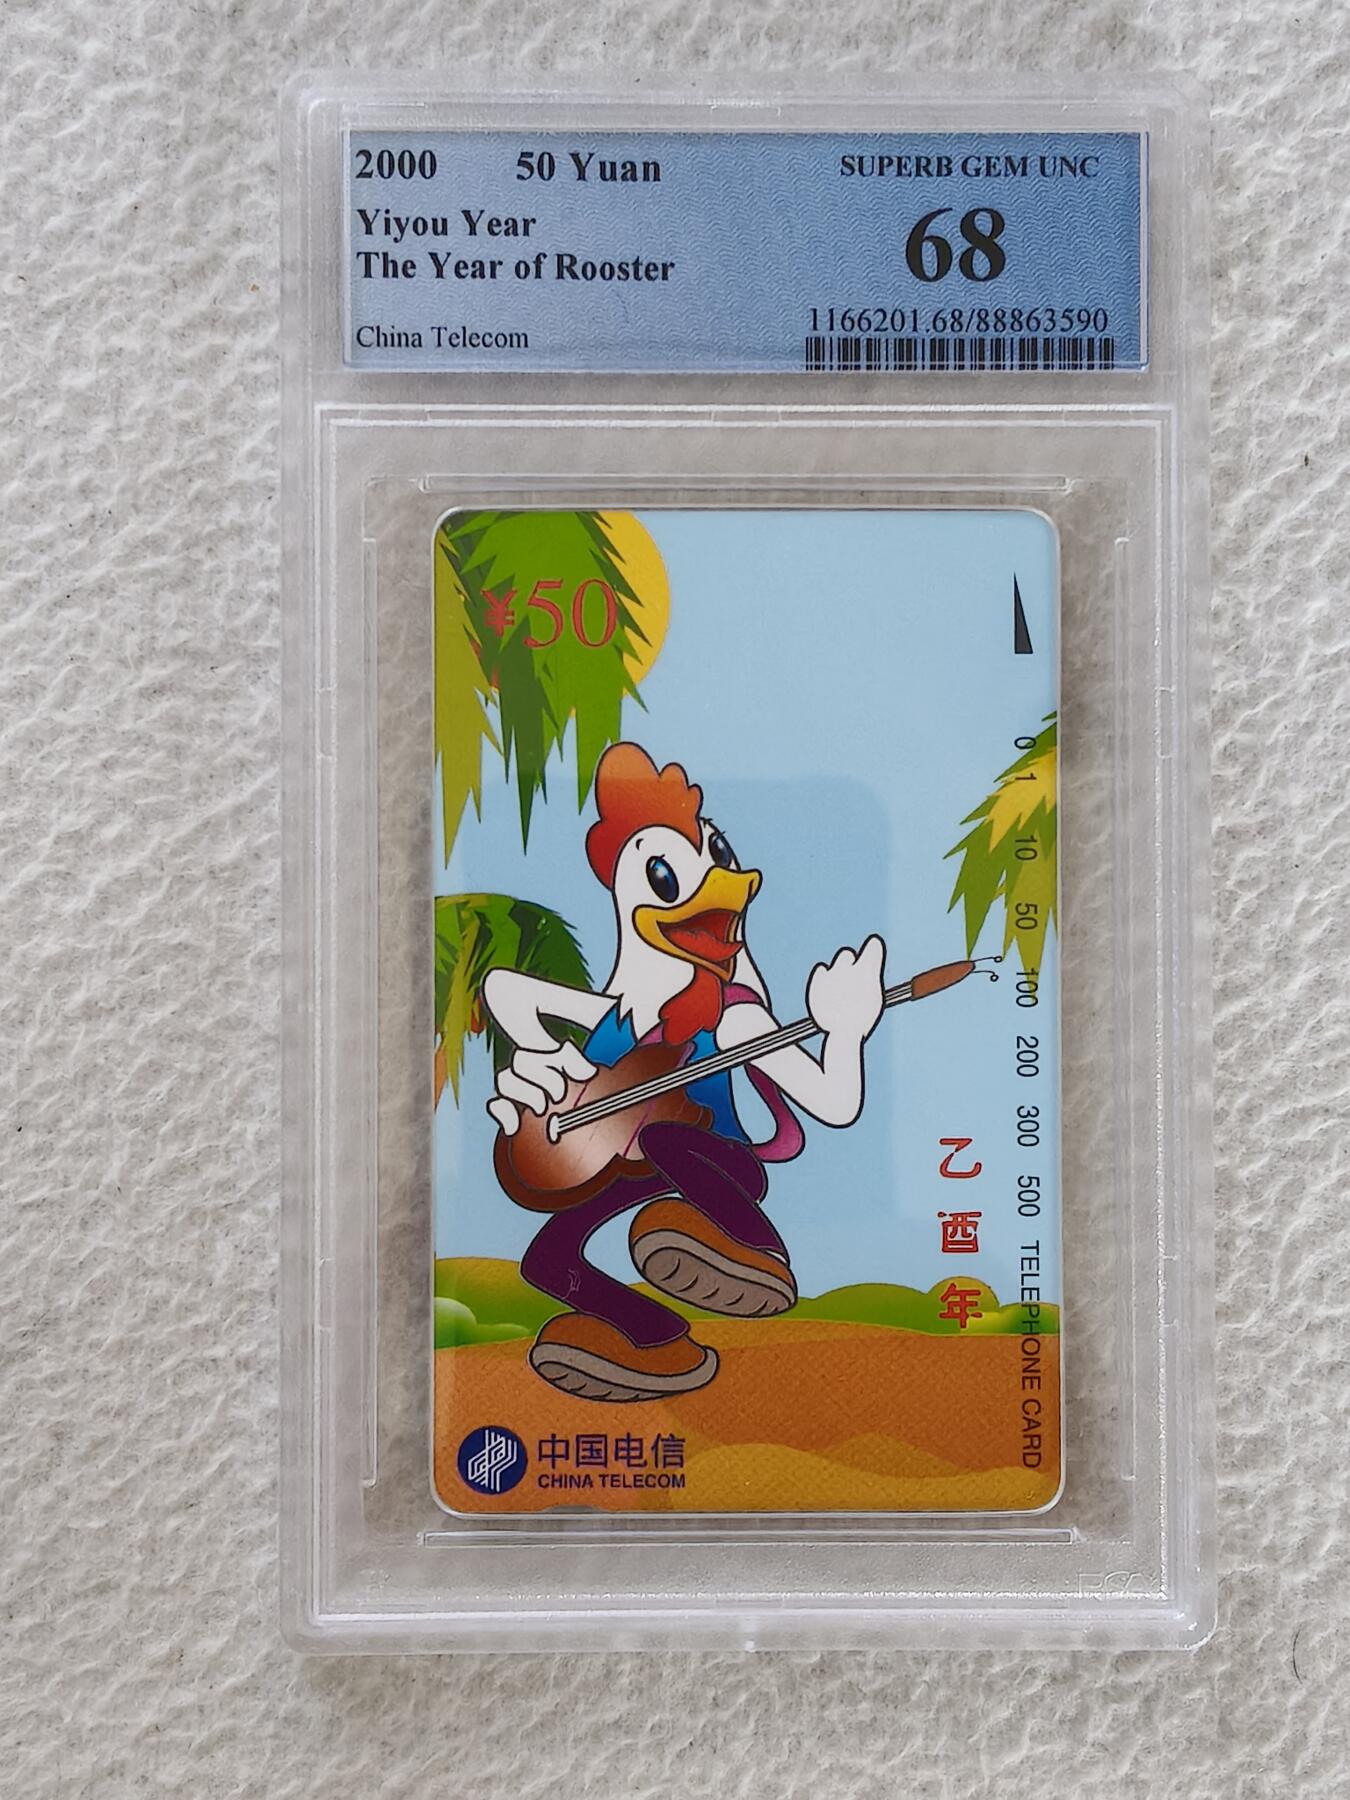 2000 50 Yuan SUPERB GEM UNC
Yiyou Year
The Year of Rooster
68
China Telecom
1166201.68/88863590
¥50
0 1 10 50 100 200 300 500 TELEPHONE CARD
乙酉年
中国电信
CHINA TELECOM